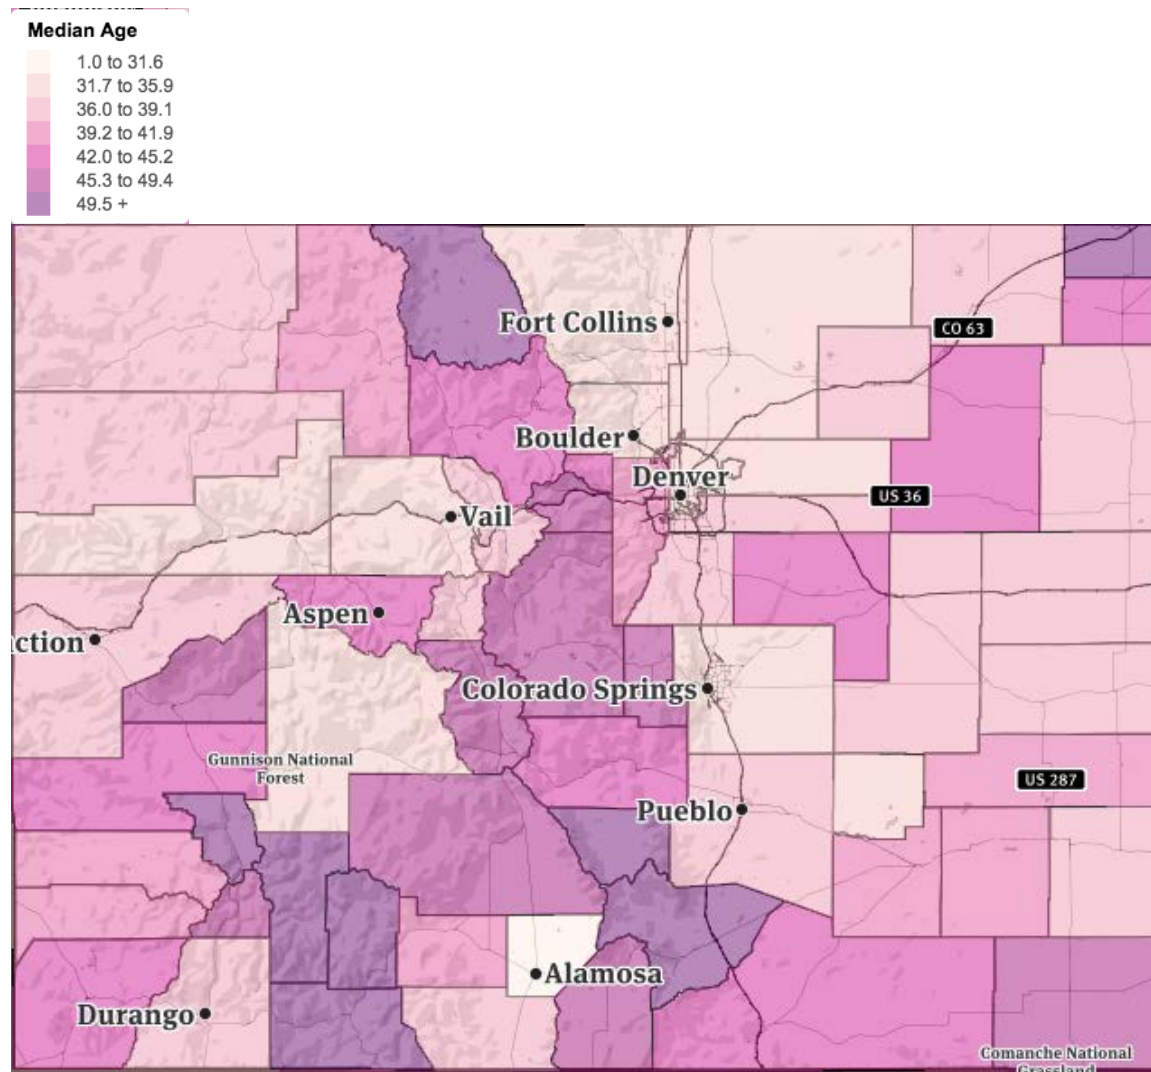 Median Age
1.0 to 31.6
31.7 to 35.9
36.0 to 39.1
39.2 to 41.9
42.0 to 45.2
45.3 to 49.4
49.5 +
Fort Collins
CO 63
Boulder
Denver
US 36
Vail
Aspen
ction
Colorado Springs
Gunnison National
Forest
US 287
Pueblo
Alamosa
Durango
Comanche National
Grassland